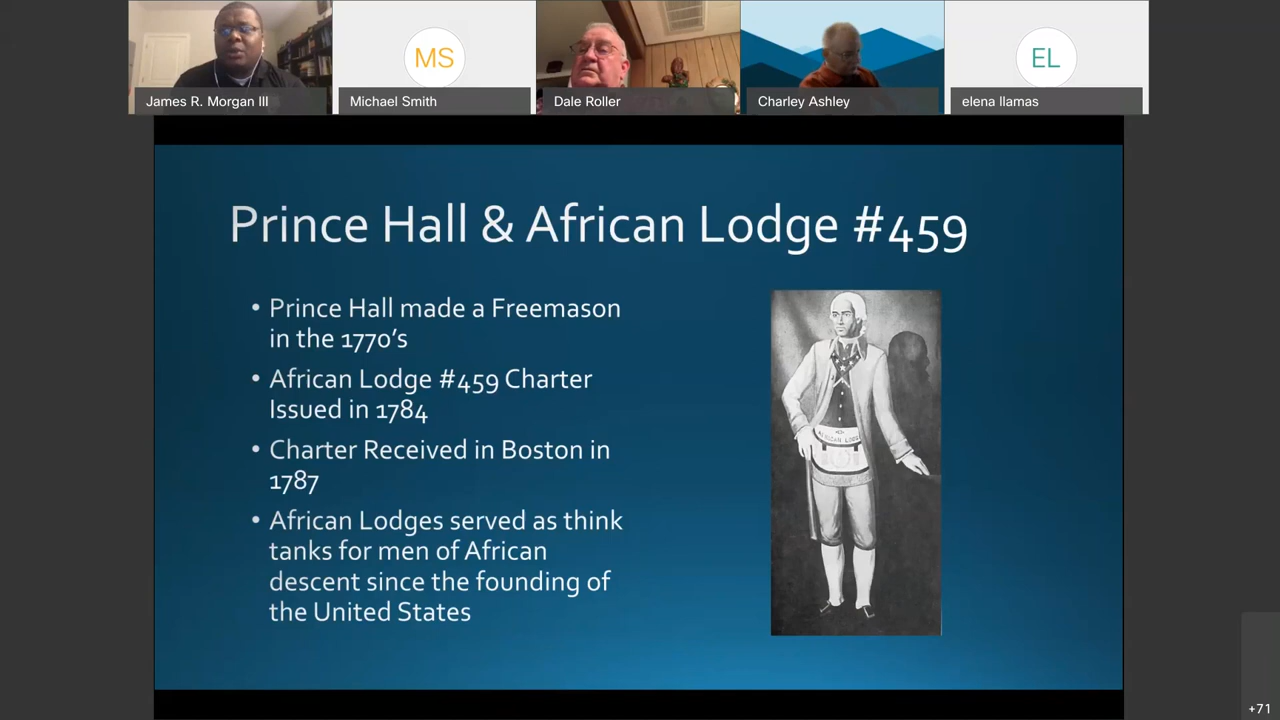 MS
EL
James R. Morgan III
Michael Smith
Dale Roller
Charley Ashley
elena llamas
Prince Hall & African Lodge #459
• Prince Hall made a Freemason
in the 1770's
• African Lodge #459 Charter
Issued in 1784
• Charter Received in Boston in
1787
• African Lodges served as think
tanks for men of African
descent since the founding of
the United States
AFRICAN LODGE
+71